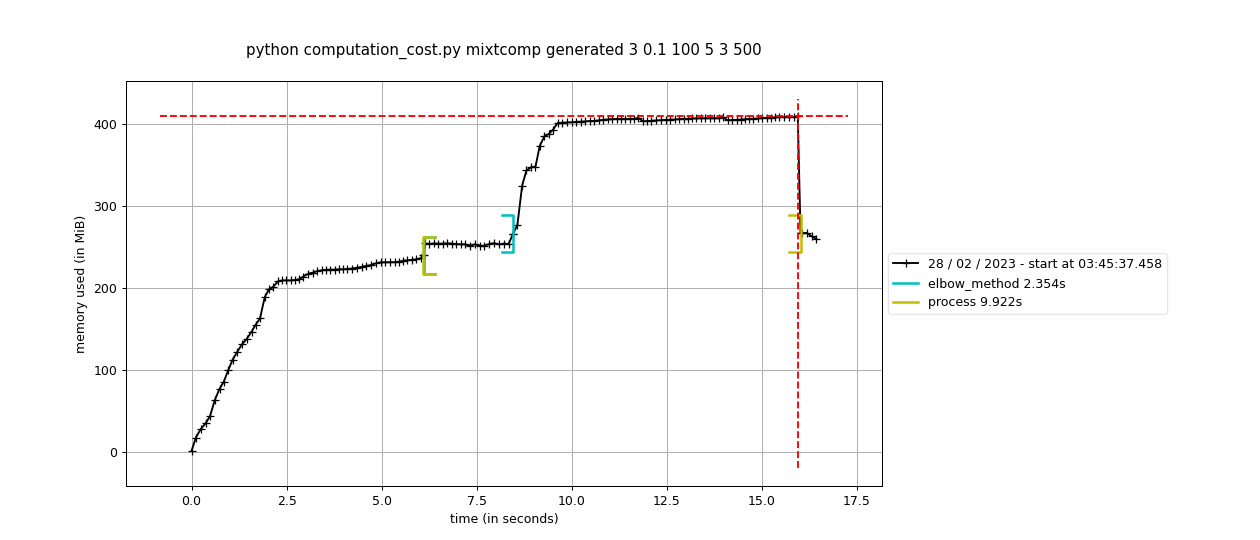 python computation_cost.py mixtcomp generated 3 0.1 100 5 3 500
memory used (in MiB)
400
300
200
100
0
0.0 2.5 5.0 7.5 10.0 12.5 15.0 17.5
time (in seconds)
28 / 02 / 2023 - start at 03:45:37.458
elbow_method 2.354s
process 9.922s